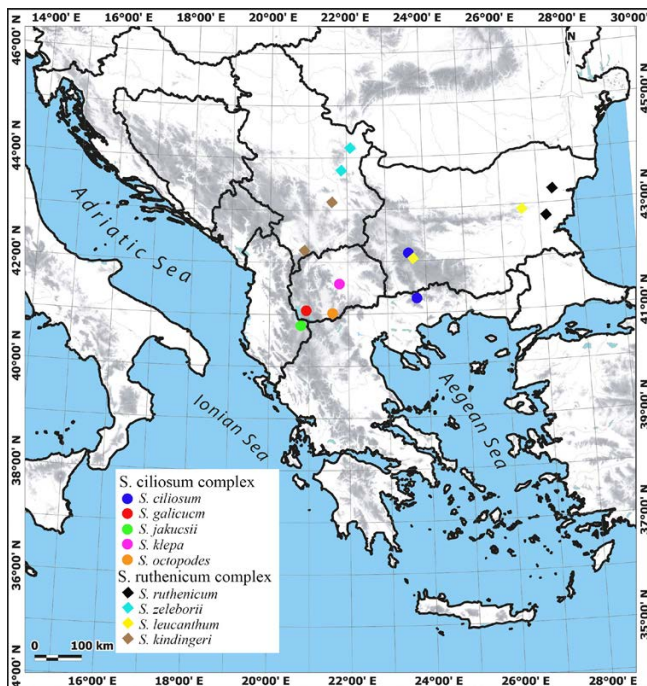 14°00' E 16°00' E 18°00' E 20°00' E 22°00' E 24°00' E 26°00' E 28°00' E 30°00' E
46°00' N
44°00' N
42°00' N
40°00' N
38°00' N
36°00' N
34°00' N
N
45°00' N
43°00' N
41°00' N
39°00' N
37°00' N
35°00' N
Adriatic Sea
Ionian Sea
Aegean Sea
S. ciliosum complex
S. ciliosum
S. galicucm
S. jakucsii
S. klepa
S. octopodes
S. ruthenicum complex
S. ruthenicum
S. zeleborii
S. leucanthum
S. kindingeri
0 100 km
16°00' E 18°00' E 20°00' E 22°00' E 24°00' E 26°00' E 28°00' E